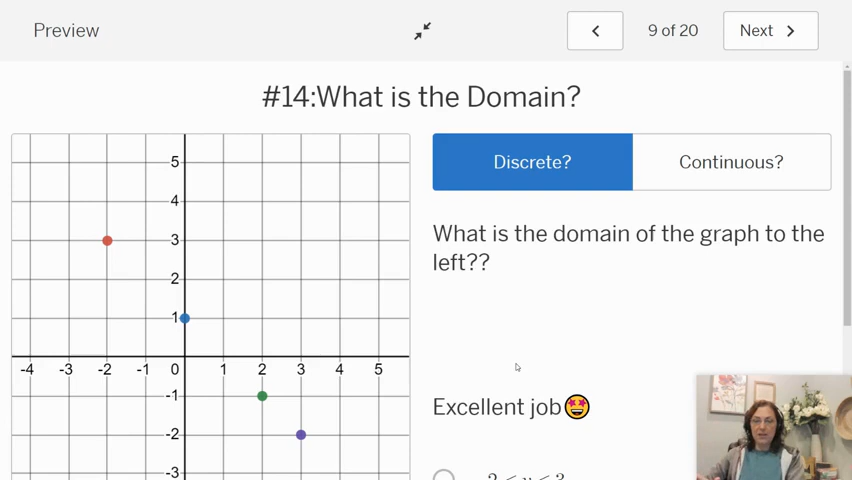 Preview
9 of 20
Next
#14:What is the Domain?
Discrete?
Continuous?
What is the domain of the graph to the
left??
Excellent job🤩
5
4
3
2
1
-4 -3 -2 -1 0 1 2 3 4 5
-1
-2
-3